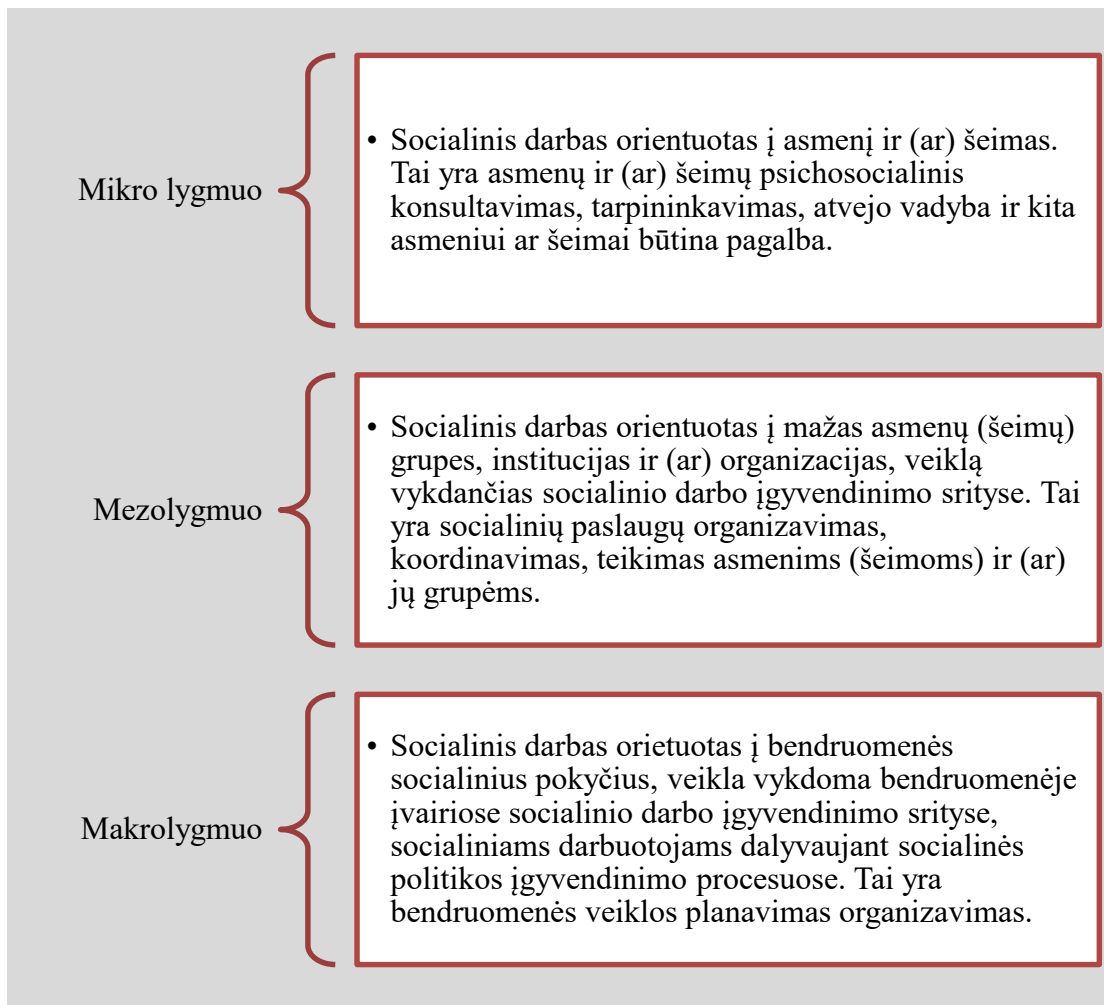 Mikro lygmuo
• Socialinis darbas orientuotas į asmenį ir (ar) šeimas.
Tai yra asmenų ir (ar) šeimų psichosocialinis
konsultavimas, tarpininkavimas, atvejo vadyba ir kita
asmeniui ar šeimai būtina pagalba.
Mezolygmuo
• Socialinis darbas orientuotas į mažas asmenų (šeimų)
grupes, institucijas ir (ar) organizacijas, veiklą
vykdančias socialinio darbo įgyvendinimo srityse. Tai
yra socialinių paslaugų organizavimas,
koordinavimas, teikimas asmenims (šeimoms) ir (ar)
jų grupėms.
Makrolygmuo
• Socialinis darbas orietuotas į bendruomenės
socialinius pokyčius, veikla vykdoma bendruomenėje
įvairiose socialinio darbo įgyvendinimo srityse,
socialiniams darbuotojams dalyvaujant socialinės
politikos įgyvendinimo procesuose. Tai yra
bendruomenės veiklos planavimas organizavimas.